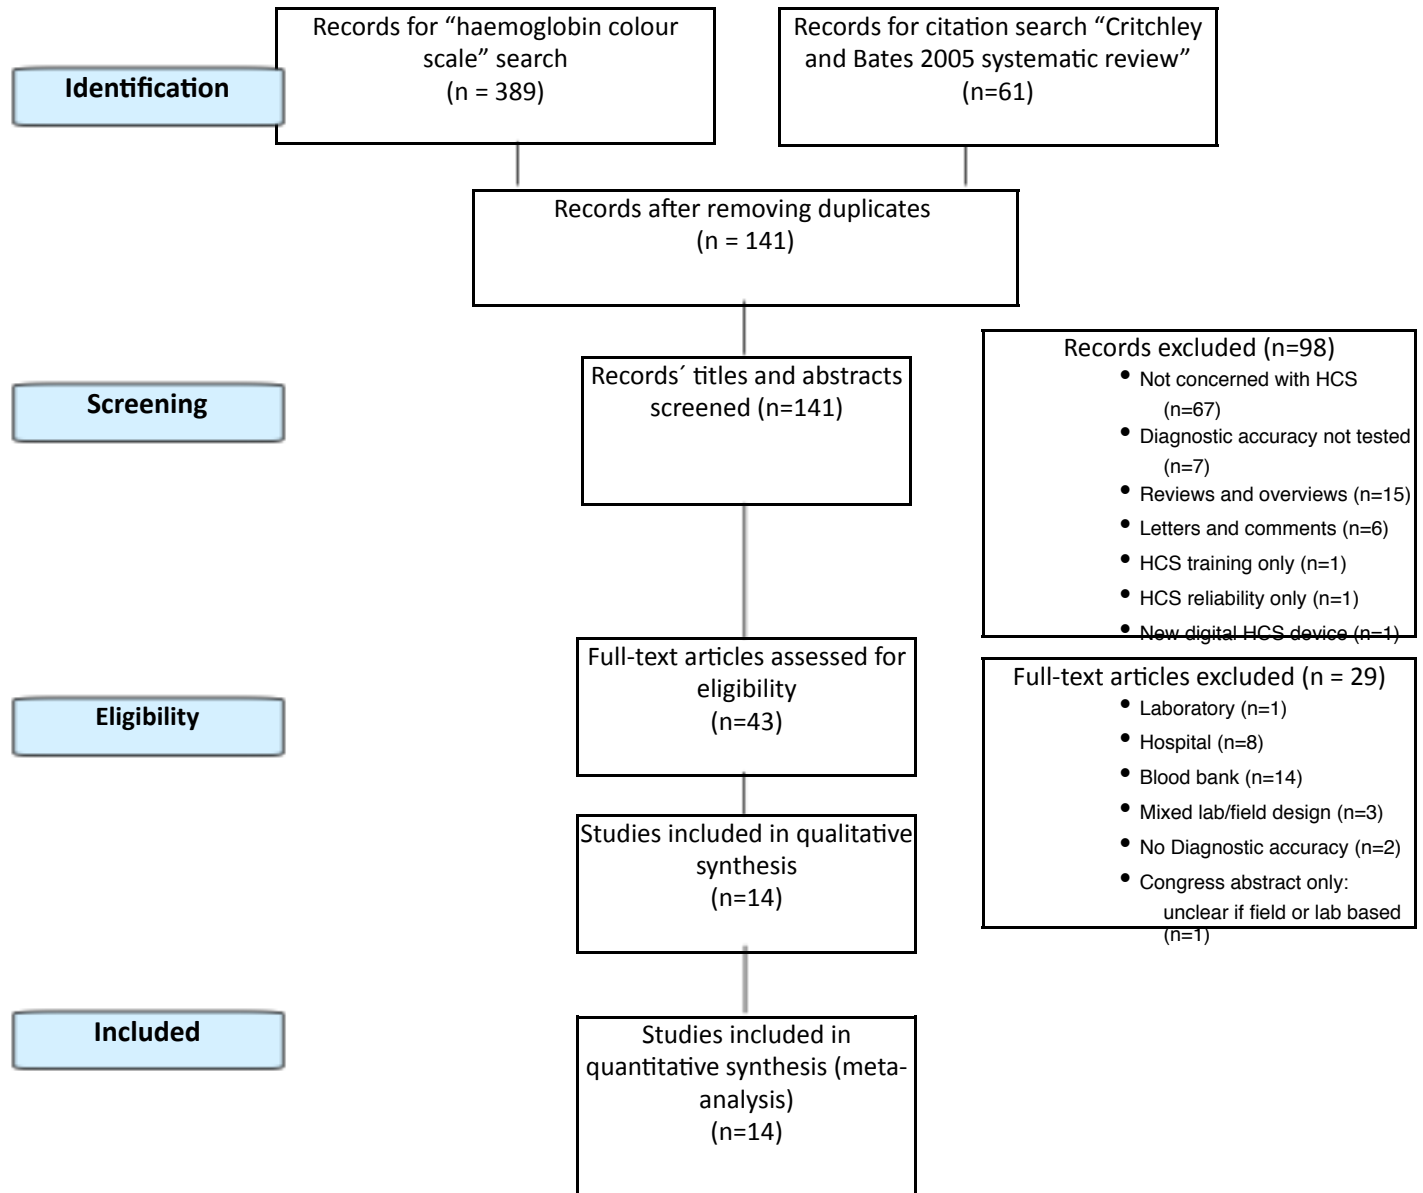 Identification
Records for “haemoglobin colour
scale” search
(n = 389)
Records for citation search “Critchley
and Bates 2005 systematic review”
(n=61)
Records after removing duplicates
(n = 141)
Screening
Records´ titles and abstracts
screened (n=141)
Records excluded (n=98)
• Not concerned with HCS
(n=67)
• Diagnostic accuracy not tested
(n=7)
• Reviews and overviews (n=15)
• Letters and comments (n=6)
• HCS training only (n=1)
• HCS reliability only (n=1)
• New digital HCS device (n=1)
Eligibility
Full-text articles assessed for
eligibility
(n=43)
Full-text articles excluded (n = 29)
• Laboratory (n=1)
• Hospital (n=8)
• Blood bank (n=14)
• Mixed lab/field design (n=3)
• No Diagnostic accuracy (n=2)
• Congress abstract only:
unclear if field or lab based
(n=1)
Studies included in qualitative
synthesis
(n=14)
Included
Studies included in
quantitative synthesis (meta-
analysis)
(n=14)